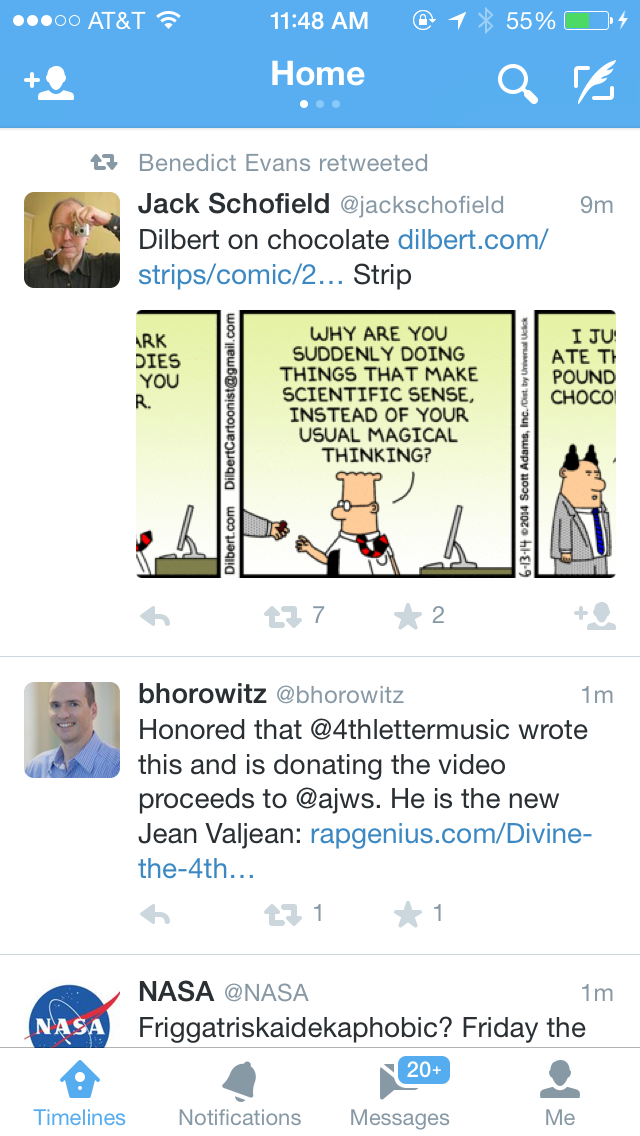 AT&T 11:48 AM 55%
Home
Benedict Evans retweeted
Jack Schofield @jackschofield 9m
Dilbert on chocolate dilbert.com/
strips/comic/2… Strip
ARK
DIES
YOU
R.
Dilbert.com DilbertCartoonist@gmail.com
WHY ARE YOU
SUDDENLY DOING
THINGS THAT MAKE
SCIENTIFIC SENSE,
INSTEAD OF YOUR
USUAL MAGICAL
THINKING?
6-13-14 ©2014 Scott Adams, Inc./Dist. by Universal Uclick
I JU
ATE TH
POUND
CHOCO
7 2
bhorowitz @bhorowitz 1m
Honored that @4thlettermusic wrote
this and is donating the video
proceeds to @ajws. He is the new
Jean Valjean: rapgenius.com/Divine-
the-4th…
1 1
NASA
NASA @NASA 1m
Friggatriskaidekaphobic? Friday the
20+
Timelines Notifications Messages Me